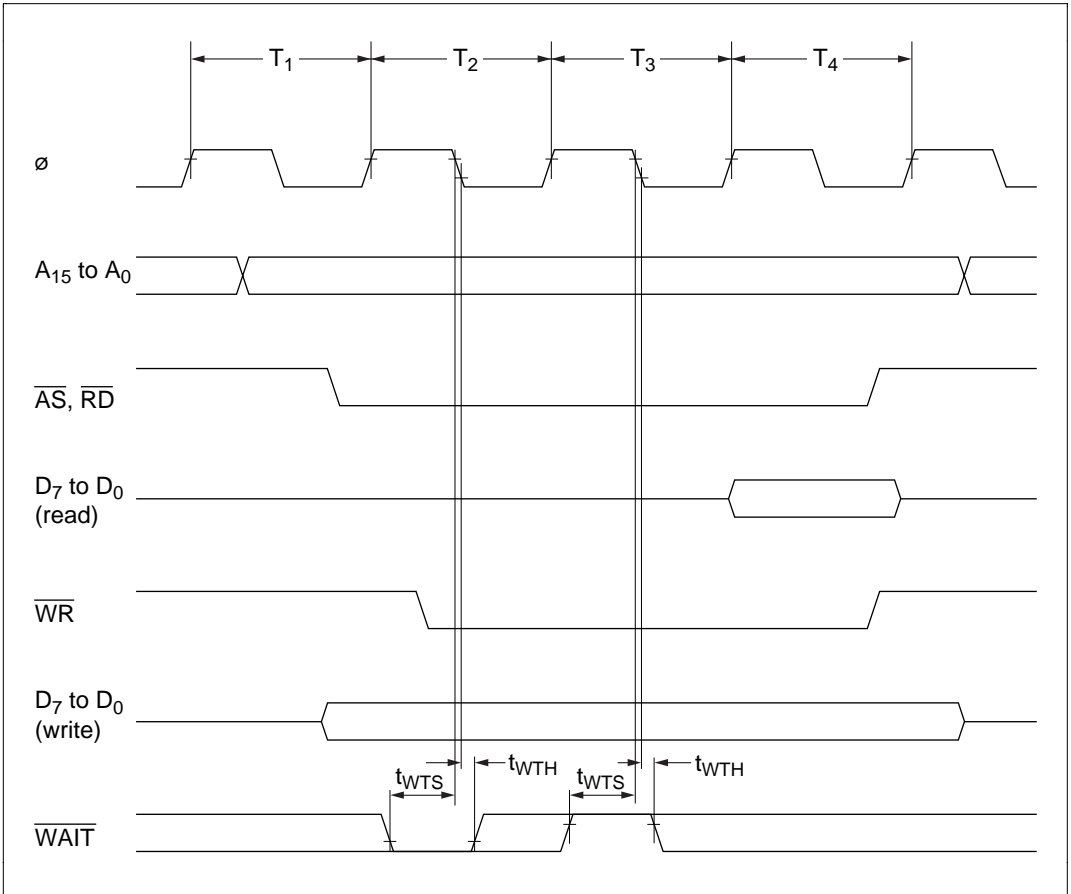 T1 T2 T3 T4
ø
A15 to A0
AS, RD
D7 to D0
(read)
WR
D7 to D0
(write)
tWTS tWTH tWTS tWTH
WAIT